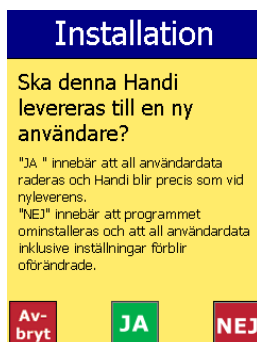 Installation
Ska denna Handi
levereras till en ny
användare?
"JA " innebär att all användardata
raderas och Handi blir precis som vid
nyleverens.
"NEJ" innebär att programmet
ominstalleras och att all användardata
inklusive inställningar förblir
oförändrade.
Av-
bryt
JA
NEJ